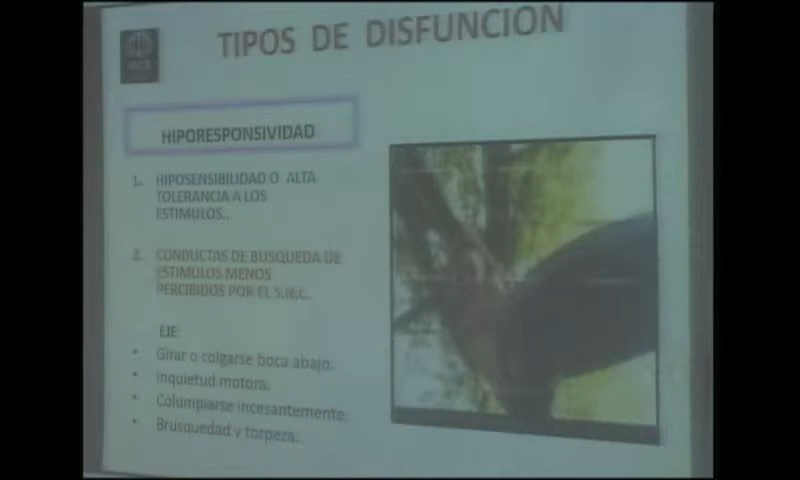 TIPOS DE DISFUNCION
HIPORESPONSIVIDAD
1. HIPOSENSIBILIDAD O ALTA
TOLERANCIA A LOS
ESTIMULOS..
2. CONDUCTAS DE BUSQUEDA DE
ESTIMULOS MENOS
PERCIBIDOS POR EL S.N.C.
EJE:
• Girar o colgarse boca abajo.
• Inquietud motora.
• Columpiarse incesantemente.
• Brusquedad y torpeza.